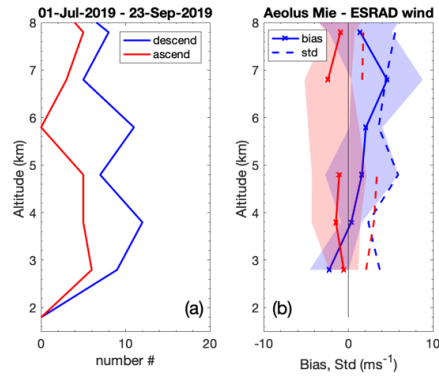 01-Jul-2019 - 23-Sep-2019
descend
ascend
Altitude (km)
8
7
6
5
4
3
2
0
10
20
number #
(a)
Aeolus Mie - ESRAD wind
bias
std
Altitude (km)
8
7
6
5
4
3
2
-10
0
10
Bias, Std (ms⁻¹)
(b)